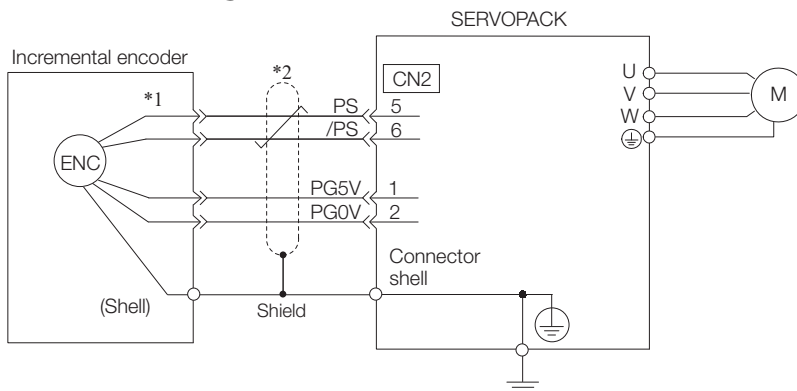 SERVOPACK
Incremental encoder
*1
*2
CN2
ENC
PS 5
/PS 6
PG5V 1
PG0V 2
U
V
W
M
(Shell)
Shield
Connector
shell